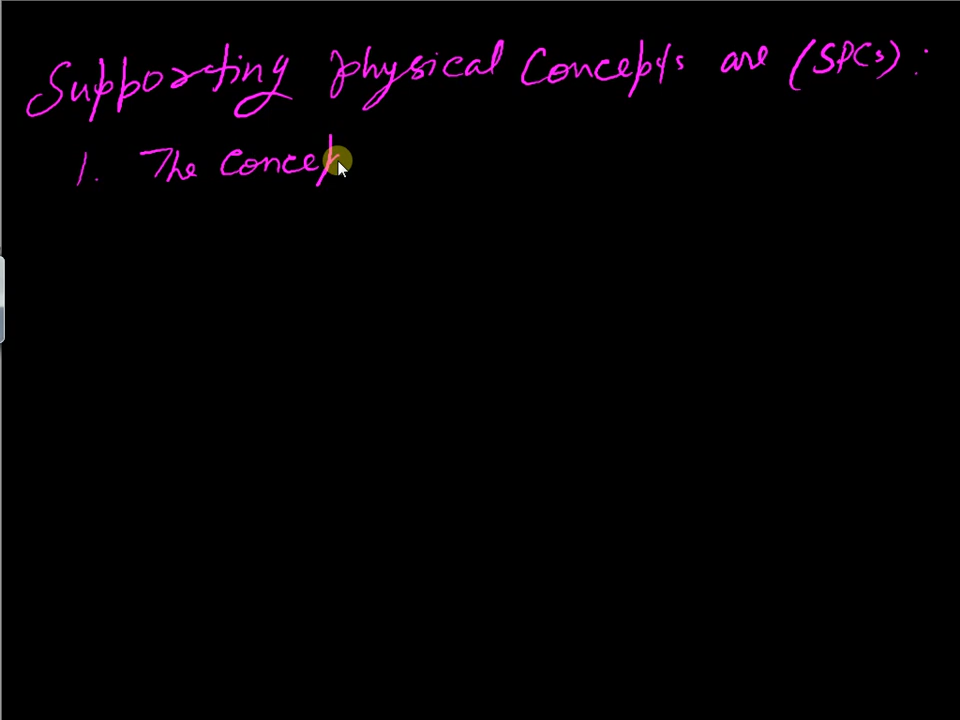 Supporting physical Concepts are (SPCs) :
1. The Concep